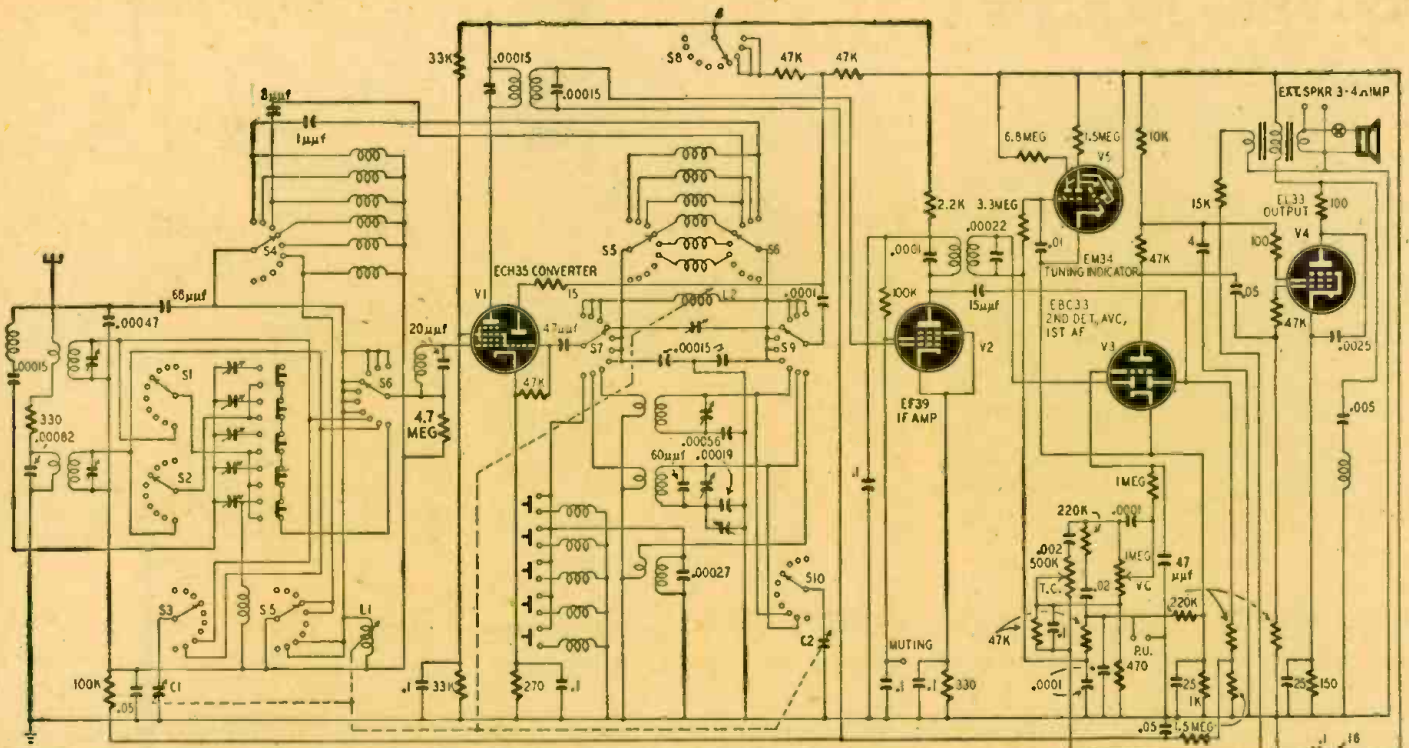 33K
.00015
.00015
S8
47K
47K
8μμf
1μμf
S4
6.8MEG
1.5MEG
V5
10K
EXT. SPKR 3-4Ω IMP
2.2K
3.3MEG
.00022
.0001
.01
EM34
TUNING INDICATOR
47K
15K
4
100
EL33
OUTPUT
100
V4
.05
47K
.0025
.005
68μμf
.00047
ECH35 CONVERTER
V1
15
S5
S6
L2
.0001
20μμf
47μμf
S7
.00015
S9
100K
15μμf
V2
EF39
IF AMP
EBC33
2ND DET, AVC,
1ST AF
V3
.00015
330
.00082
S1
S2
S6
4.7
MEG
47K
.00056
60μμf
.00019
.1
1MEG
220K
.0001
.002
500K
T.C.
1MEG
VC
47
μμf
.02
47K
.1
220K
P.U.
470
.0001
S3
S5
L1
.00027
S10
C2
MUTING
100K
.05
C1
.1
33K
270
.1
.1
.1
330
25
1K
25
150
.05
1.5MEG
.1
16